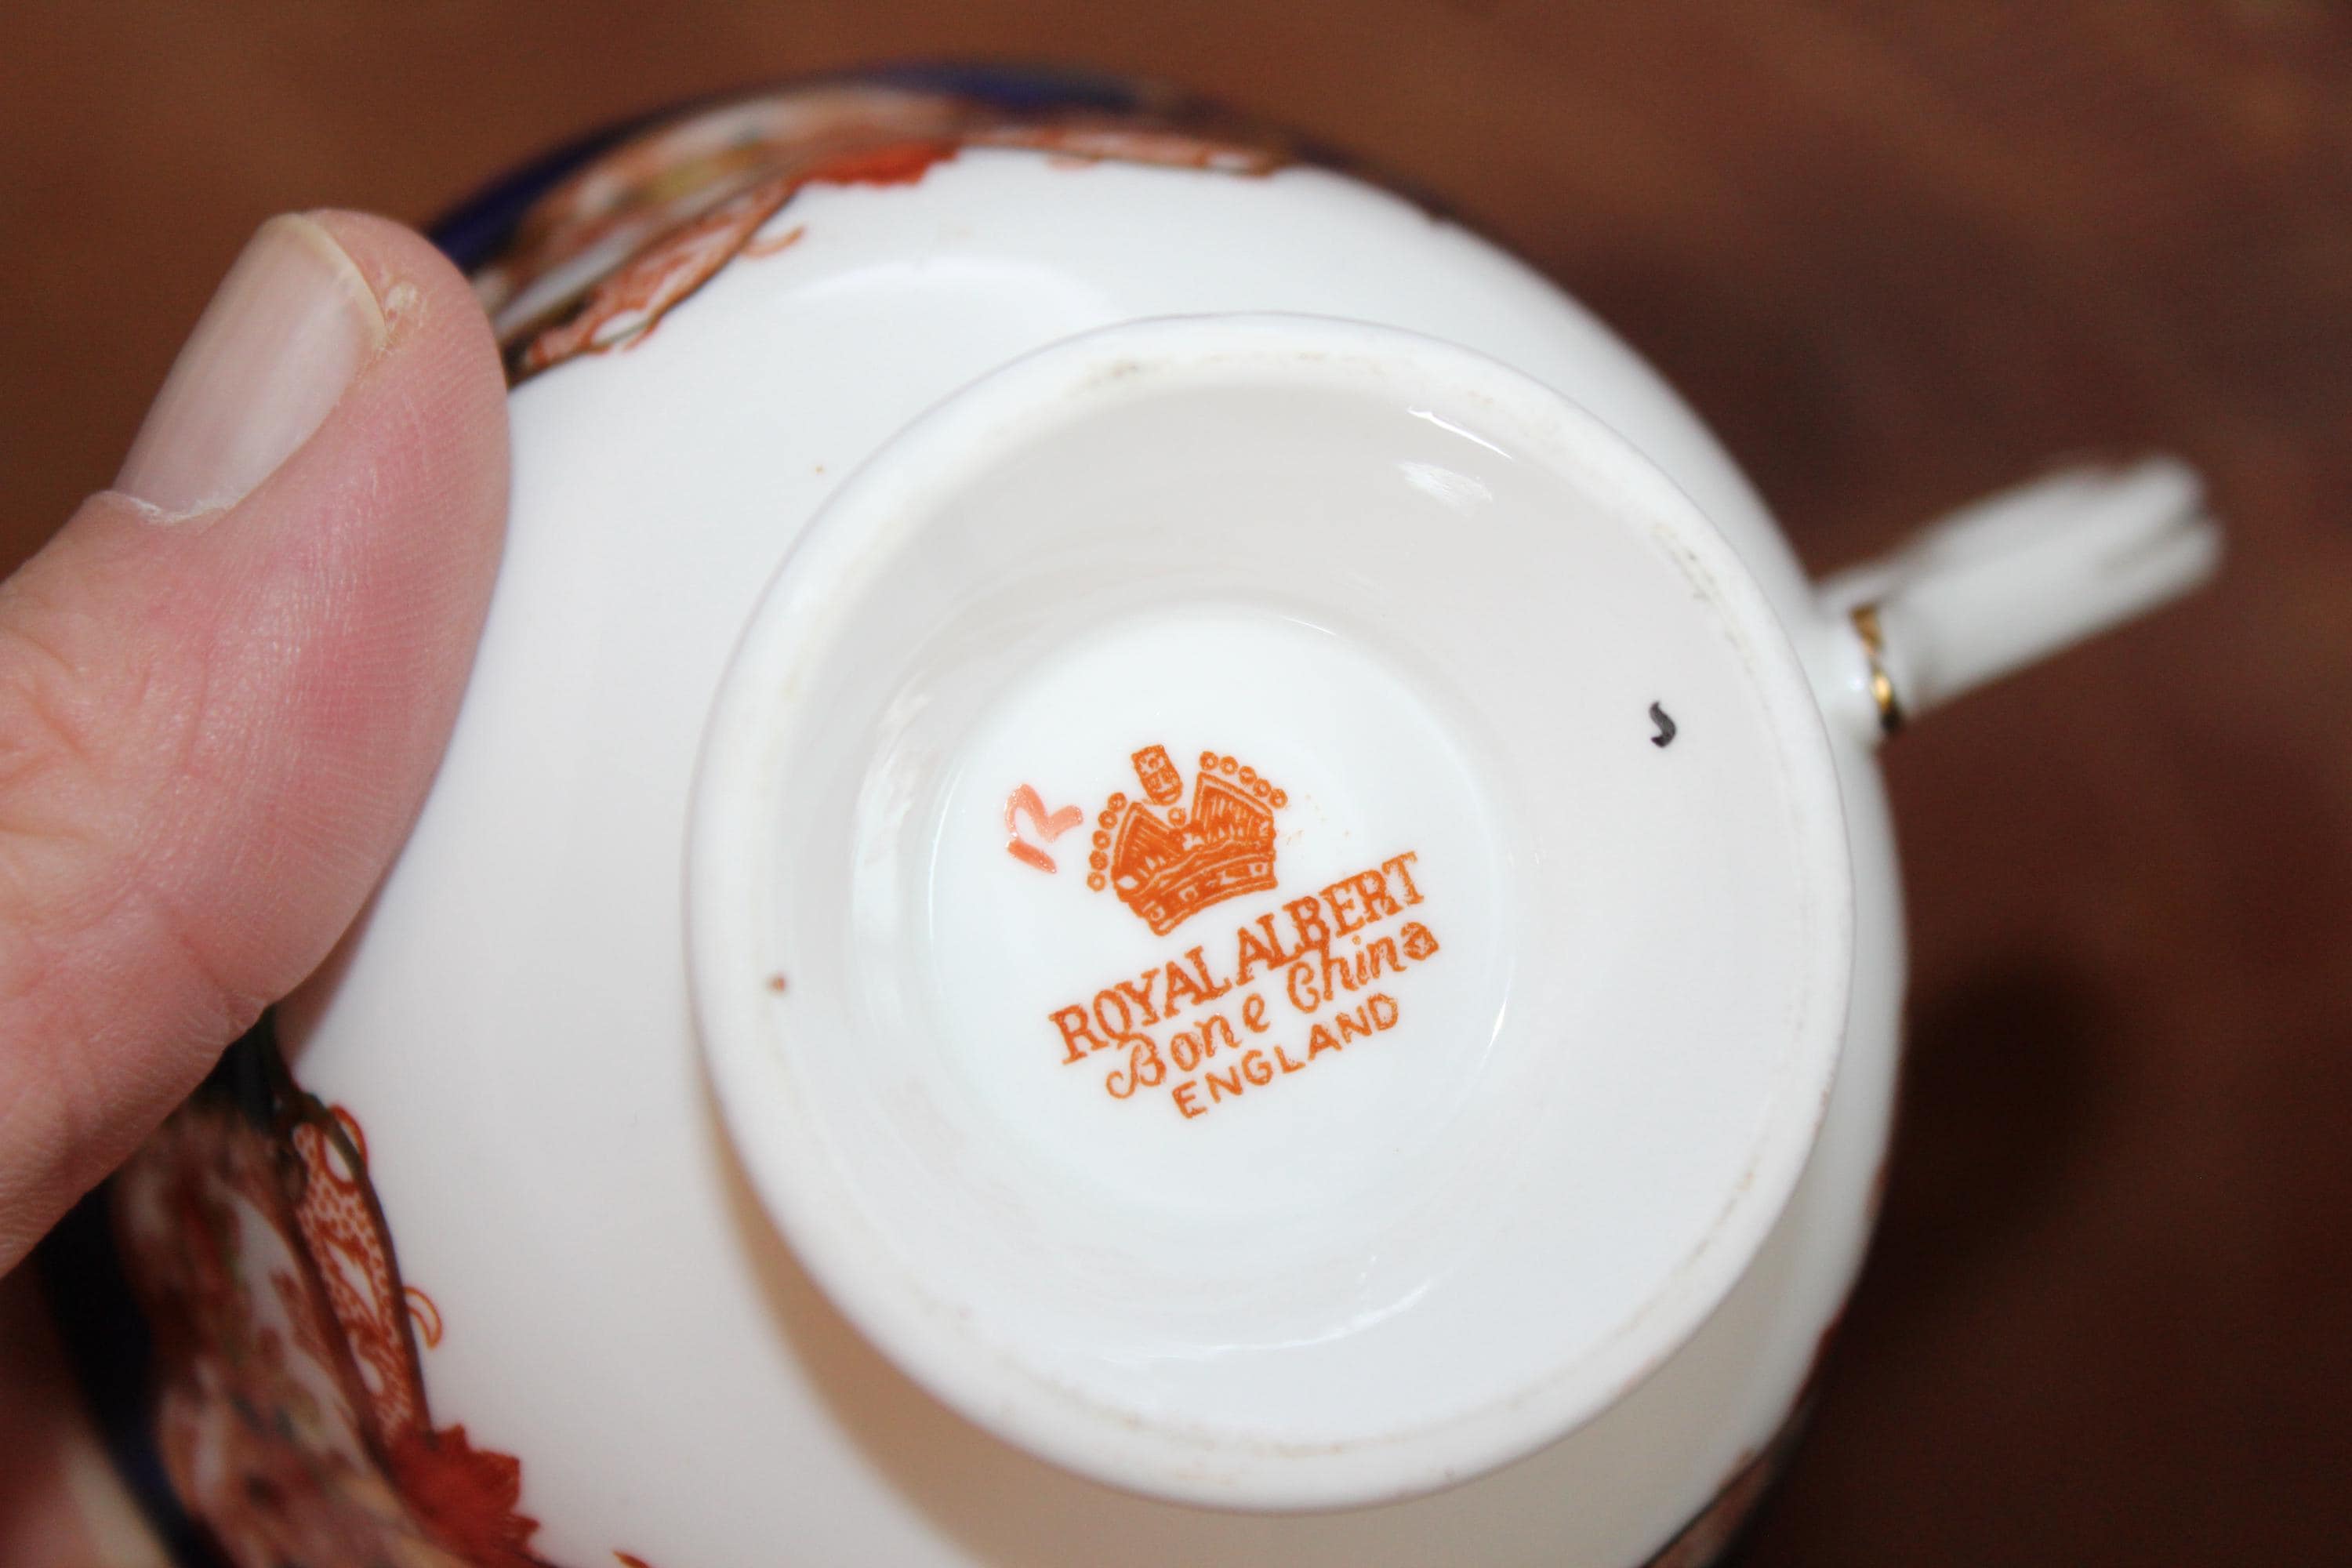 R
ROYAL ALBERT
Bone China
ENGLAND